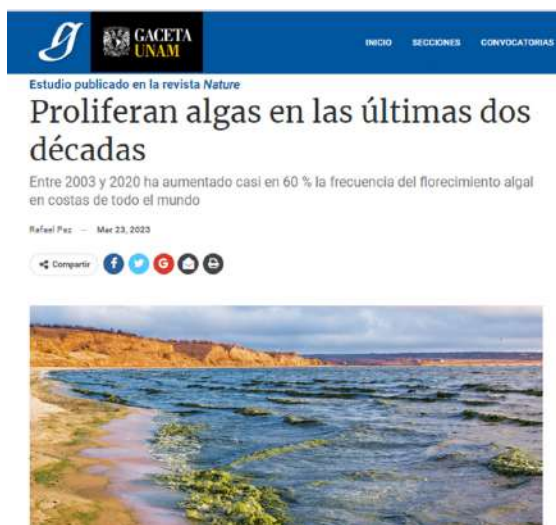 GACETA
UNAM
INICIO SECCIONES CONVOCATORIAS
Estudio publicado en la revista Nature
Proliferan algas en las últimas dos
décadas
Entre 2003 y 2020 ha aumentado casi en 60 % la frecuencia del florecimiento algal
en costas de todo el mundo
Rafael Paz — Mar 23, 2023
Compartir